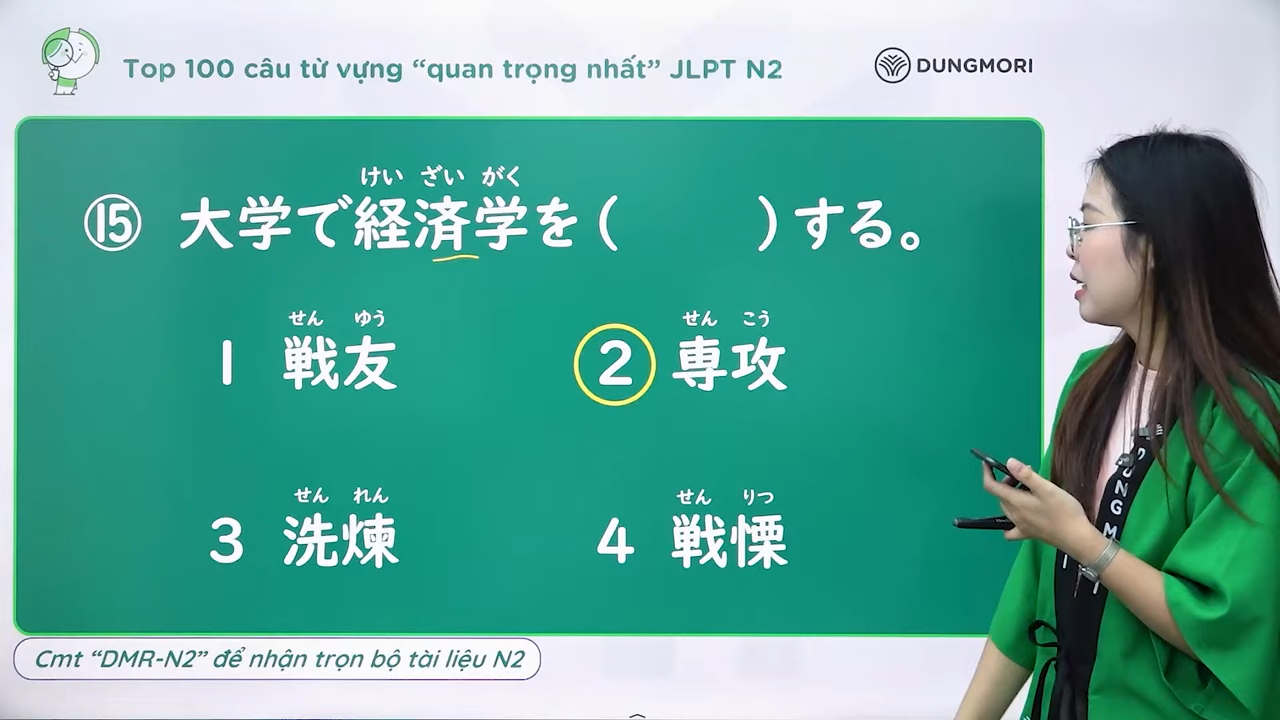 Top 100 câu từ vựng “quan trọng nhất” JLPT N2
DUNGMORI
けい ざい がく
⑮ 大学で経済学を（　　）する。
せん ゆう
1 戦友
せん こう
2 専攻
せん れん
3 洗煉
せん りつ
4 戦慄
Cmt “DMR-N2” để nhận trọn bộ tài liệu N2